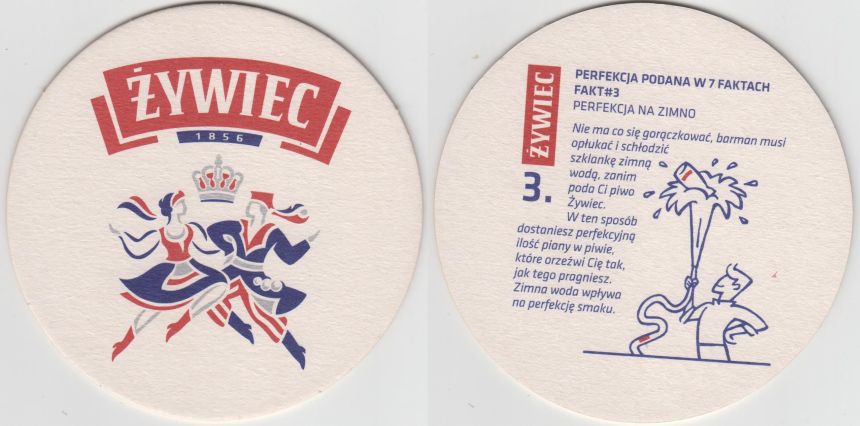 ŻYWIEC
1856
ŻYWIEC
PERFEKCJA PODANA W 7 FAKTACH
FAKT#3
PERFEKCJA NA ZIMNO
3.
Nie ma co się gorączkować, barman musi
opłukać i schłodzić
szklankę zimną
wodą, zanim
poda Ci piwo
Żywiec.
W ten sposób
dostaniesz perfekcyjną
ilość piany w piwie,
które orzeźwi Cię tak,
jak tego pragniesz.
Zimna woda wpływa
na perfekcję smaku.